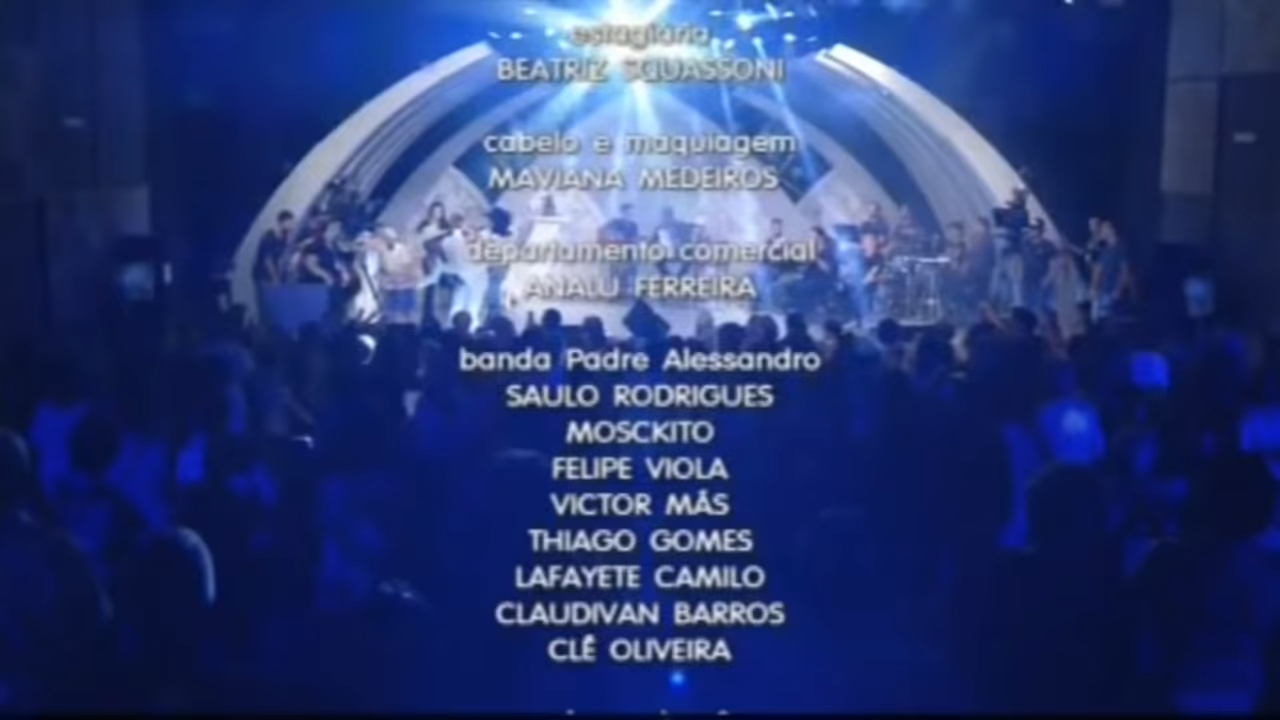 estagiária
BEATRIZ SQUASSONI
cabelo e maquiagem
MAVIANA MEDEIROS
departamento comercial
ANALU FERREIRA
banda Padre Alessandro
SAULO RODRIGUES
MOSCKITO
FELIPE VIOLA
VICTOR MÁS
THIAGO GOMES
LAFAYETE CAMILO
CLAUDIVAN BARROS
CLÊ OLIVEIRA